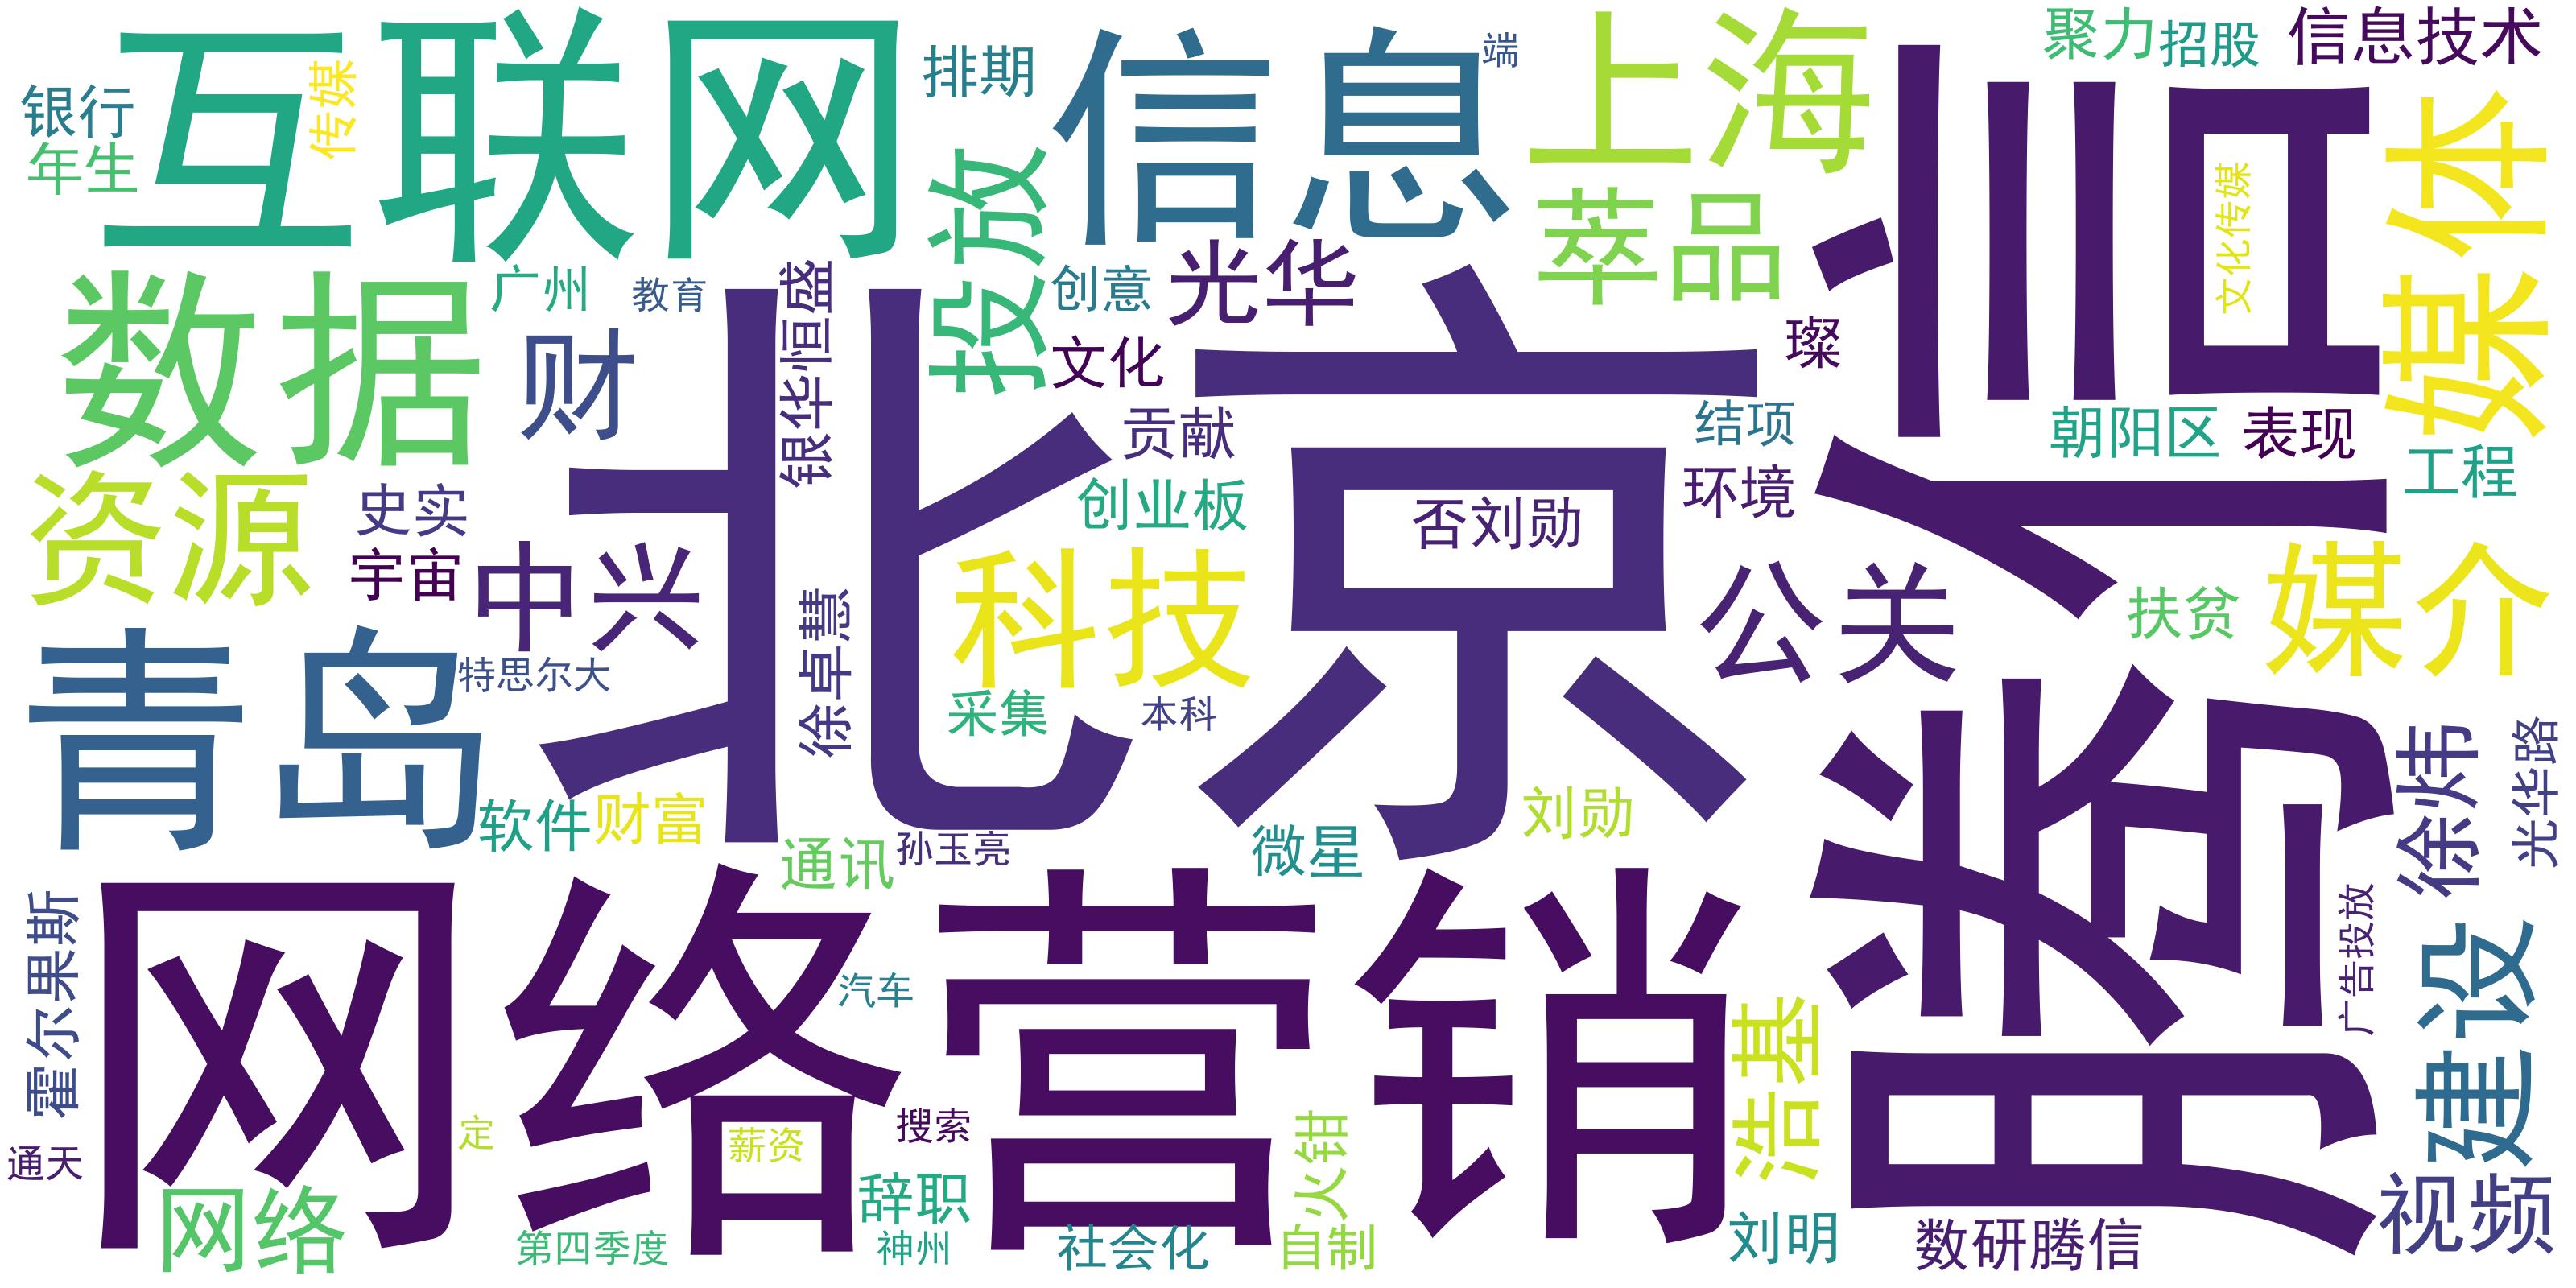 互联网
传媒
银行
年生
排期
信息
端
上海
聚力
招股
信息技术
投放
萃品
媒体
文化传媒
腾信
数据
广州
教育
银华恒盛
创意
光华
文化
璨
财
北京
贡献
结项
朝阳区
表现
工程
资源
史实
宇宙
中兴
创业板
否刘勋
环境
科技
公关
扶贫
媒介
青岛
特思尔大
徐卓慧
采集
本科
徐炜
光华路
软件
财富
通讯
孙玉亮
微星
刘勋
网络营销
霍尔果斯
汽车
广告投放
建设
浩基
通天
定
薪资
搜索
火钳
网络
第四季度
辞职
神州
社会化
自制
刘明
数研腾信
视频